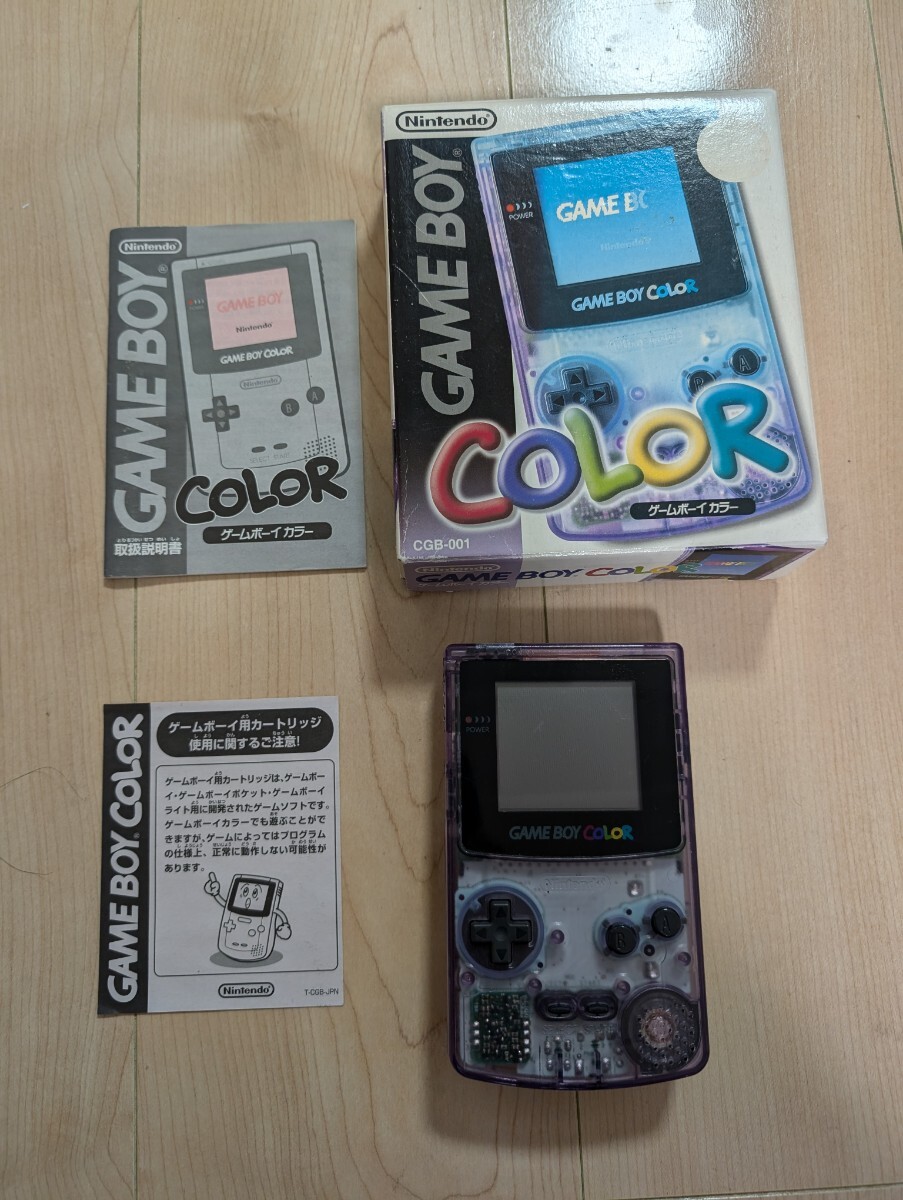 Nintendo
GAME BOY
POWER
GAME BO
Nintendo
GAME BOY COLOR
A
COLOR
ゲームボーイ カラー
CGB-001
Nintendo
GAME BOY COLOR
Nintendo
GAME BOY
GAME BOY
Nintendo
GAME BOY COLOR
Nintendo
B A
COLOR
ゲームボーイ カラー
取扱説明書
GAME BOY COLOR
ゲームボーイ用カートリッジ
使用に関するご注意!
ゲームボーイ用カートリッジは、ゲームボー
イ・ゲームボーイポケット・ゲームボーイ
ライト用に開発されたゲームソフトです。
ゲームボーイカラーでも遊ぶことがで
きますが、ゲームによってはプログラム
の仕様上、正常に動作しない可能性が
あります。
Nintendo
T-CGB-JPN
POWER
GAME BOY COLOR
B A